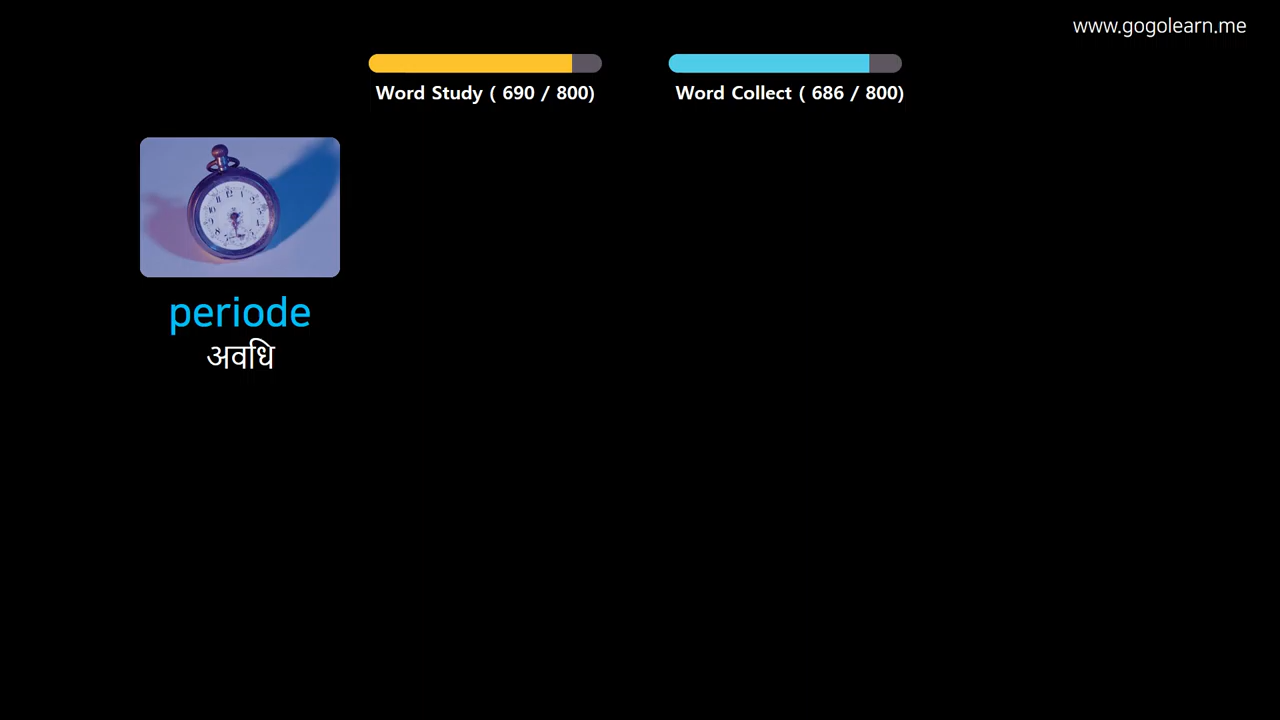 www.gogolearn.me
Word Study ( 690 / 800)
Word Collect ( 686 / 800)
periode
अवधि